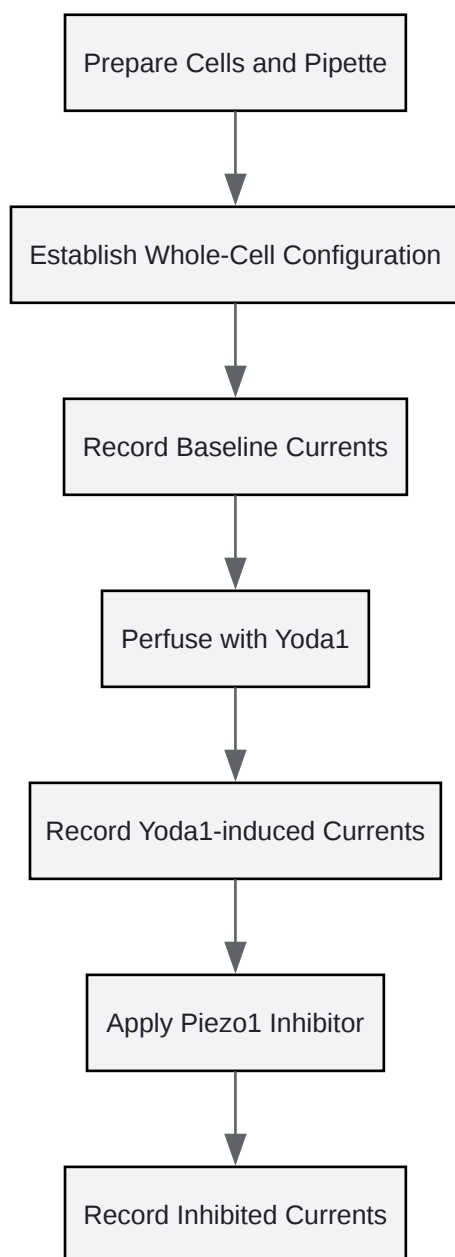 Prepare Cells and Pipette
Establish Whole-Cell Configuration
Record Baseline Currents
Perfuse with Yoda1
Record Yoda1-induced Currents
Apply Piezo1 Inhibitor
Record Inhibited Currents